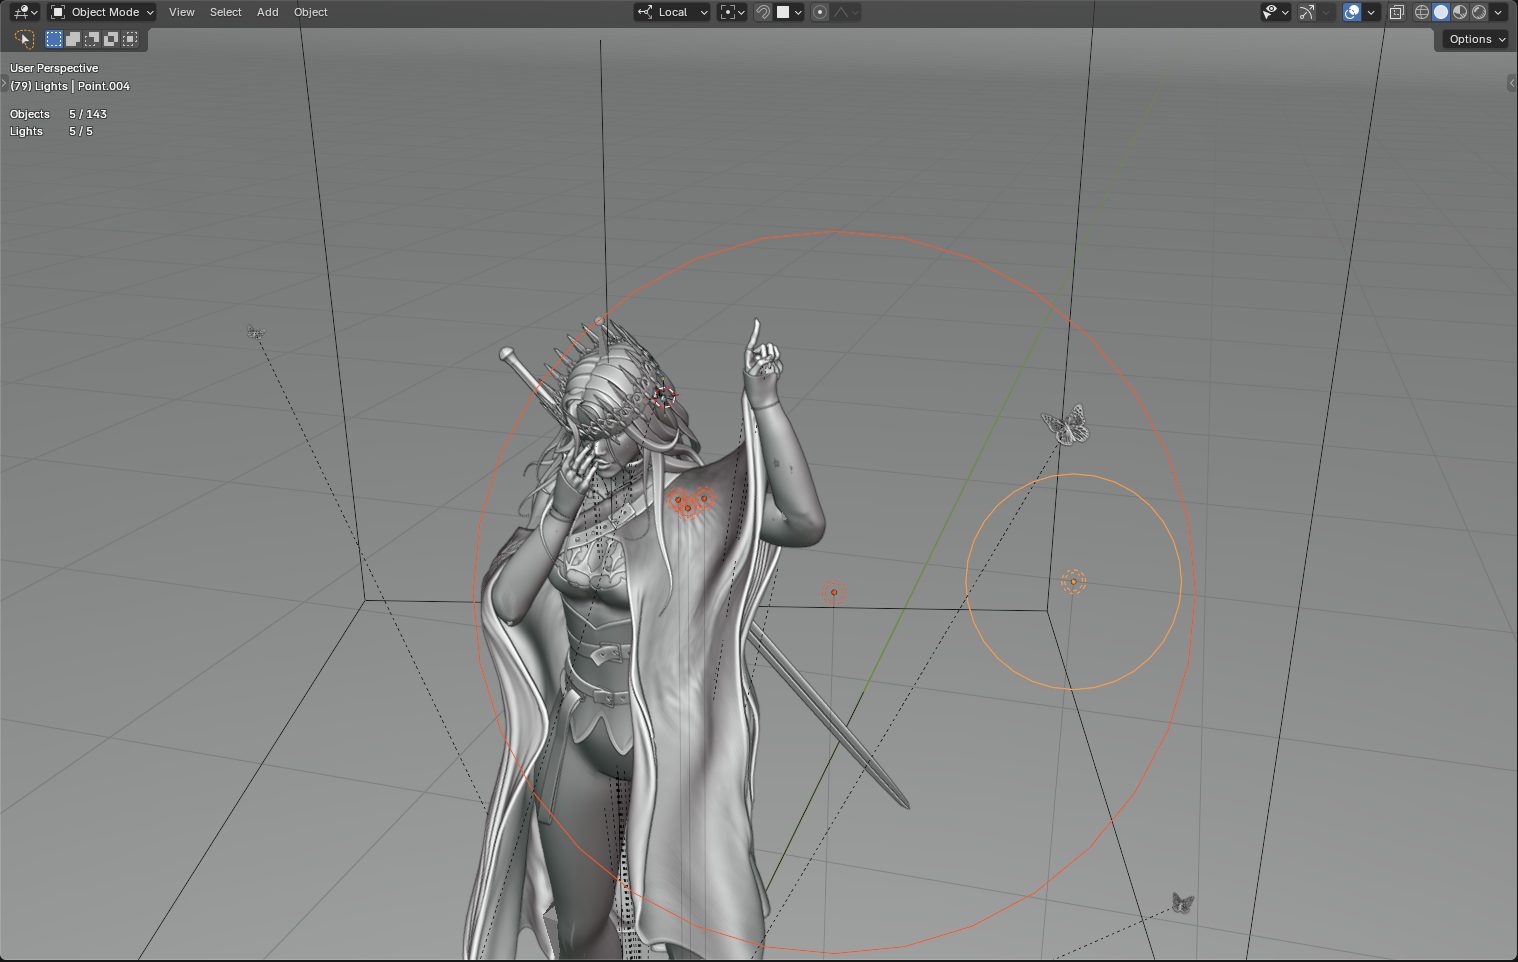 Object Mode View Select Add Object Local
Options
User Perspective
(79) Lights | Point.004
Objects 5 / 143
Lights 5 / 5